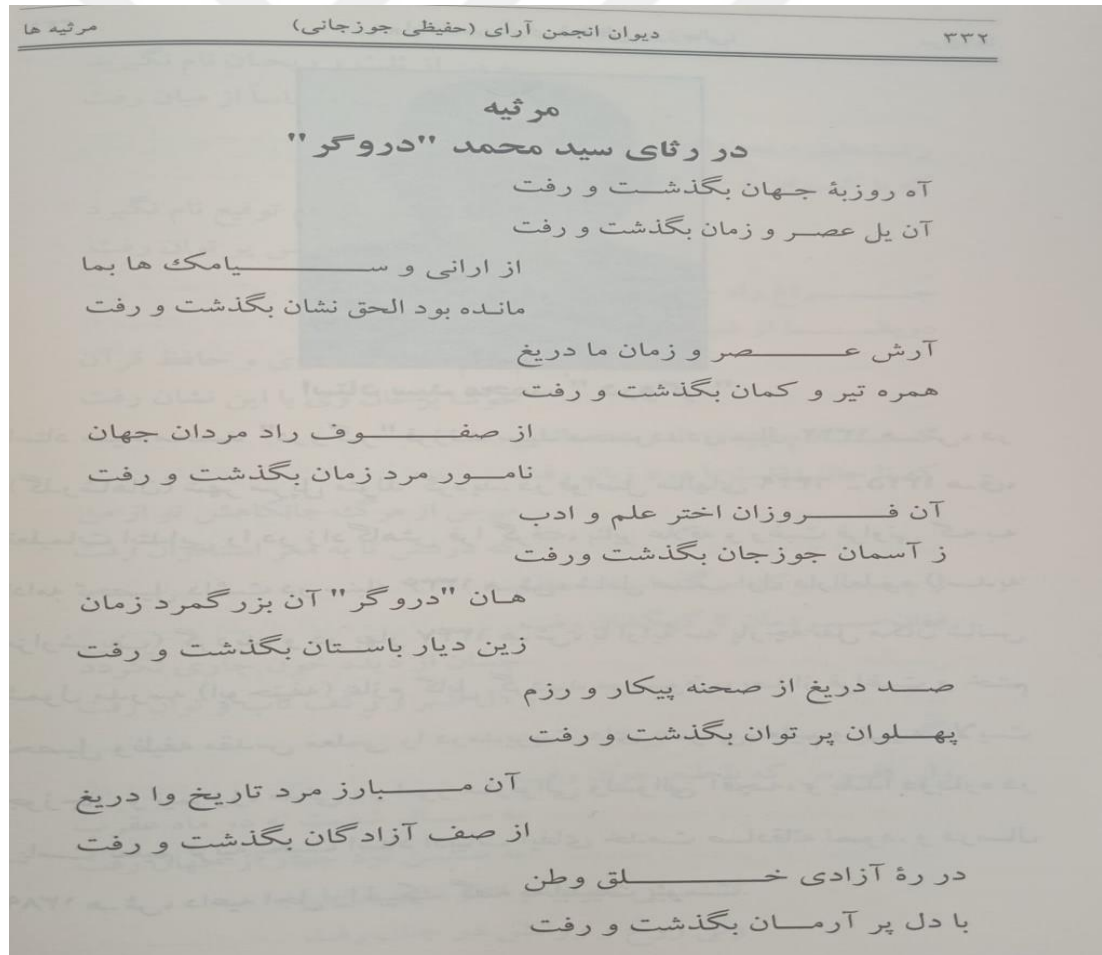 ۳۳۲ دیوان انجمن آرای (حفیظی جوزجانی) مرثیه ها
مرثیه
در رثای سید محمد "دروگر"
آه روزبهٔ جهان بگذشت و رفت
آن یل عصر و زمان بگذشت و رفت
از ارانی و سیامک ها بما
مانده بود الحق نشان بگذشت و رفت
آرش عصر و زمان ما دریغ
همره تیر و کمان بگذشت و رفت
از صفوف راد مردان جهان
نامور مرد زمان بگذشت و رفت
آن فروزان اختر علم و ادب
ز آسمان جوزجان بگذشت ورفت
هان "دروگر" آن بزرگمرد زمان
زین دیار باستان بگذشت و رفت
صد دریغ از صحنه پیکار و رزم
پهلوان پر توان بگذشت و رفت
آن مبارز مرد تاریخ وا دریغ
از صف آزادگان بگذشت و رفت
در رهٔ آزادی خلق وطن
با دل پر آرمان بگذشت و رفت